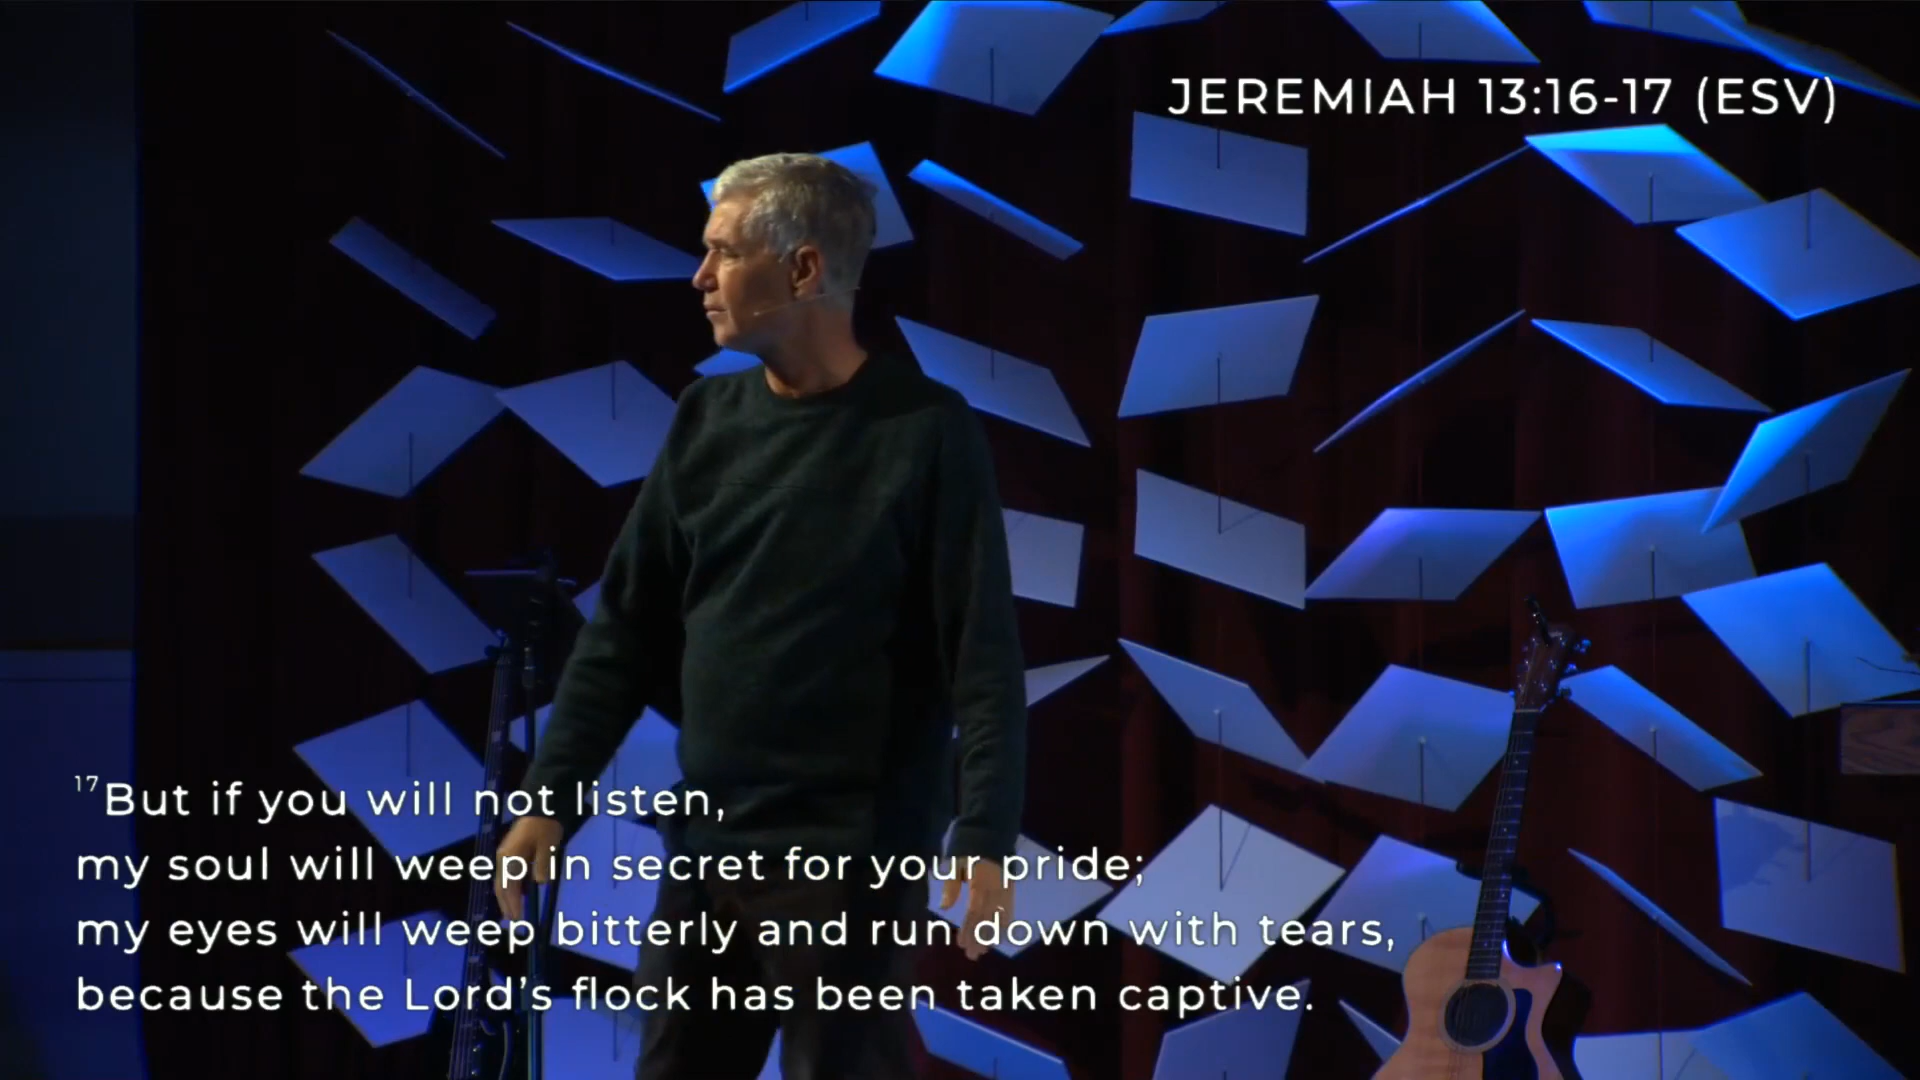 JEREMIAH 13:16-17 (ESV)
17But if you will not listen,
my soul will weep in secret for your pride;
my eyes will weep bitterly and run down with tears,
because the Lord’s flock has been taken captive.